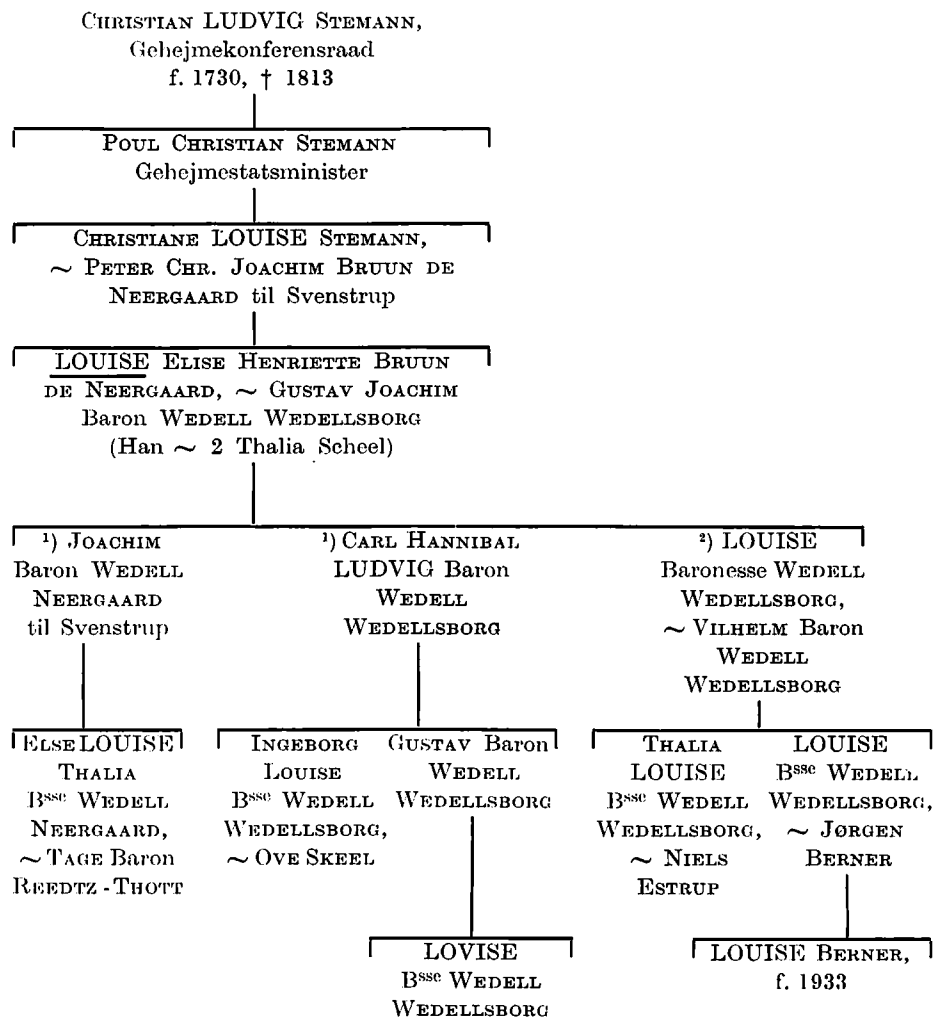 CHRISTIAN LUDVIG STEMANN,
Gehejmekonferensraad
f. 1730, † 1813
POUL CHRISTIAN STEMANN
Gehejmestatsminister
CHRISTIANE LOUISE STEMANN,
~ PETER CHR. JOACHIM BRUUN DE
NEERGAARD til Svenstrup
LOUISE ELISE HENRIETTE BRUUN
DE NEERGAARD, ~ GUSTAV JOACHIM
Baron WEDELL WEDELLSBORG
(Han ~ 2 Thalia Scheel)
¹) JOACHIM
Baron WEDELL
NEERGAARD
til Svenstrup
¹) CARL HANNIBAL
LUDVIG Baron
WEDELL
WEDELLSBORG
²) LOUISE
Baronesse WEDELL
WEDELLSBORG,
~ VILHELM Baron
WEDELL
WEDELLSBORG
ELSE LOUISE
THALIA
Bsse WEDELL
NEERGAARD,
~ TAGE Baron
REEDTZ-THOTT
INGEBORG
LOUISE
Bsse WEDELL
WEDELLSBORG,
~ OVE SKEEL
GUSTAV Baron
WEDELL
WEDELLSBORG
THALIA
LOUISE
Bsse WEDELL
WEDELLSBORG,
~ NIELS
ESTRUP
LOUISE
Bsse WEDELL
WEDELLSBORG,
~ JØRGEN
BERNER
LOVISE
Bsse WEDELL
WEDELLSBORG
LOUISE BERNER,
f. 1933